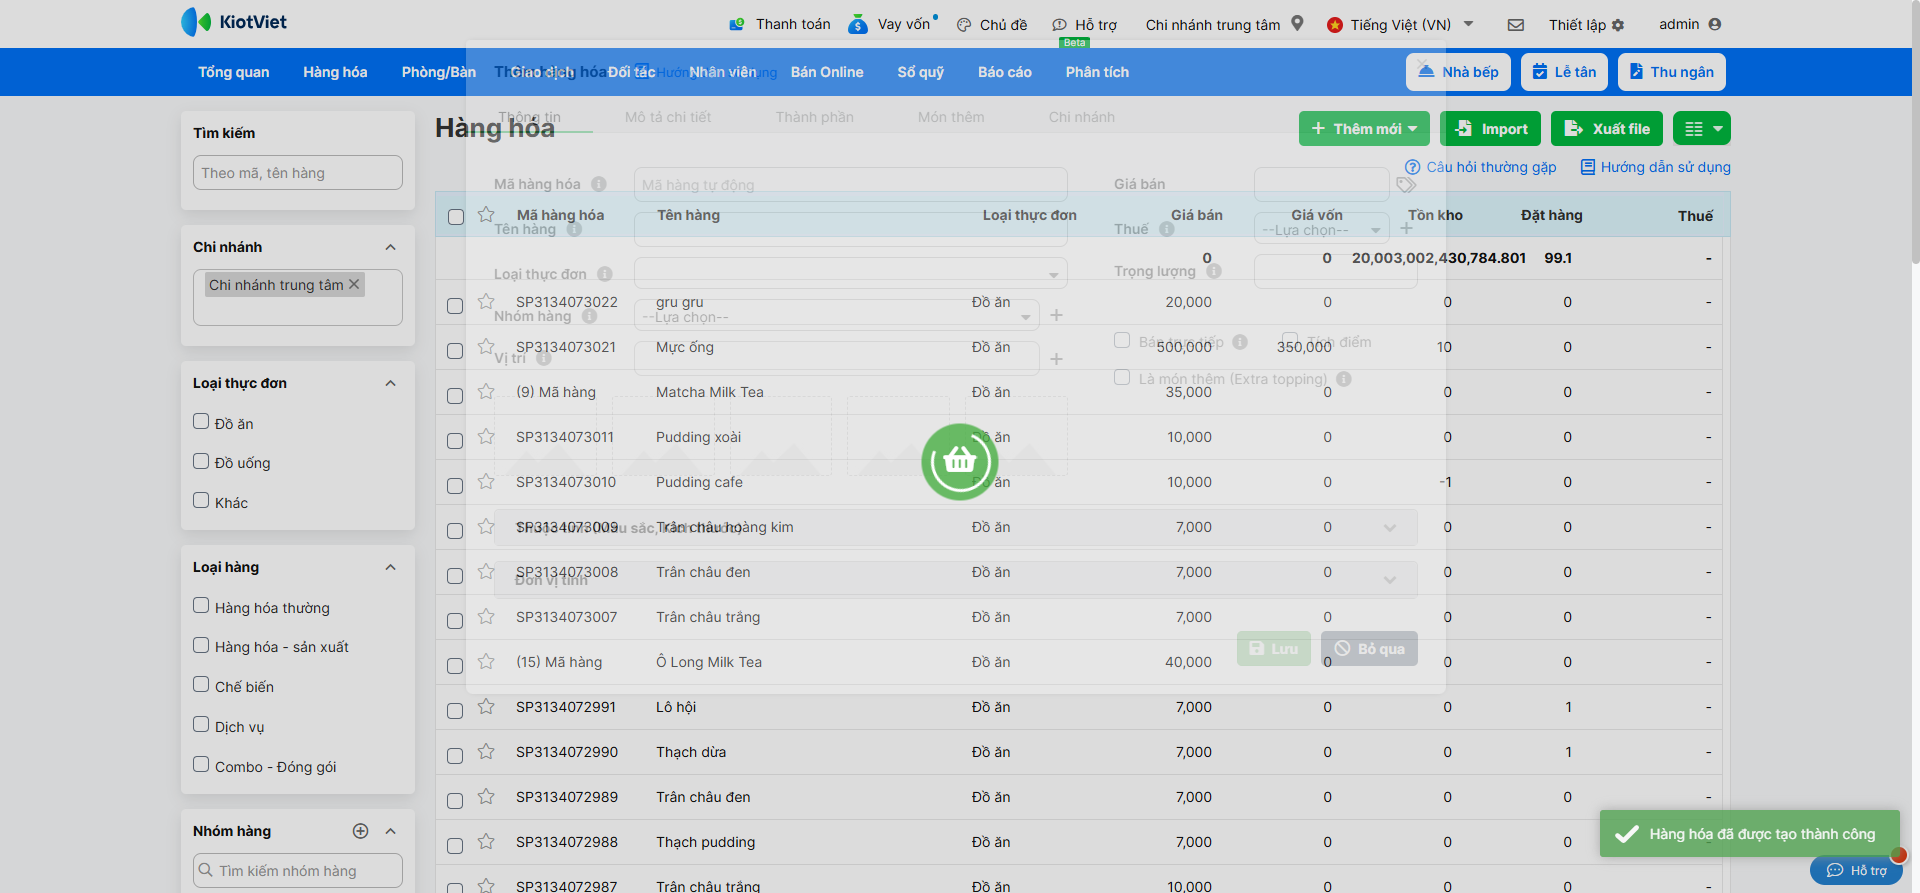 KiotViet
Thanh toán
Vay vốn
Chủ đề
Hỗ trợ
Beta
Chi nhánh trung tâm
Tiếng Việt (VN)
Thiết lập
admin
Tổng quan
Hàng hóa
Phòng/Bàn
Giao dịch
Đối tác
Nhân viên
Bán Online
Sổ quỹ
Báo cáo
Phân tích
Nhà bếp
Lễ tân
Thu ngân
Tìm kiếm
Theo mã, tên hàng
Chi nhánh
Chi nhánh trung tâm
Loại thực đơn
Đồ ăn
Đồ uống
Khác
Loại hàng
Hàng hóa thường
Hàng hóa - sản xuất
Chế biến
Dịch vụ
Combo - Đóng gói
Nhóm hàng
Tìm kiếm nhóm hàng
Hàng hóa
Thêm mới
Import
Xuất file
Câu hỏi thường gặp
Hướng dẫn sử dụng
Thông tin
Mô tả chi tiết
Thành phần
Món thêm
Chi nhánh
Mã hàng hóa
Mã hàng tự động
Giá bán
Tên hàng
Thuế
--Lựa chọn--
Loại thực đơn
Trọng lượng
Nhóm hàng
--Lựa chọn--
Vị trí
Bán trực tiếp
Tích điểm
Là món thêm (Extra topping)
Đơn vị tính
Lưu
Bỏ qua
Mã hàng hóa Tên hàng Loại thực đơn Giá bán Giá vốn Tồn kho Đặt hàng Thuế
0 0 20,003,002,430,784.801 99.1 -
SP3134073022 gru gru Đồ ăn 20,000 0 0 0 -
SP3134073021 Mực ống Đồ ăn 500,000 350,000 10 0 -
(9) Mã hàng Matcha Milk Tea Đồ ăn 35,000 0 0 0 -
SP3134073011 Pudding xoài Đồ ăn 10,000 0 0 0 -
SP3134073010 Pudding cafe Đồ ăn 10,000 0 -1 0 -
SP3134073009 Trân châu hoàng kim Đồ ăn 7,000 0 0 0 -
SP3134073008 Trân châu đen Đồ ăn 7,000 0 0 0 -
SP3134073007 Trân châu trắng Đồ ăn 7,000 0 0 0 -
(15) Mã hàng Ô Long Milk Tea Đồ ăn 40,000 0 0 0 -
SP3134072991 Lô hội Đồ ăn 7,000 0 0 1 -
SP3134072990 Thạch dừa Đồ ăn 7,000 0 0 1 -
SP3134072989 Trân châu đen Đồ ăn 7,000 0 0 0 -
SP3134072988 Thạch pudding Đồ ăn 7,000 0 0 0 -
SP3134072987 Trân châu trắng Đồ ăn 10,000 0 0 0 -
Hàng hóa đã được tạo thành công
Hỗ trợ